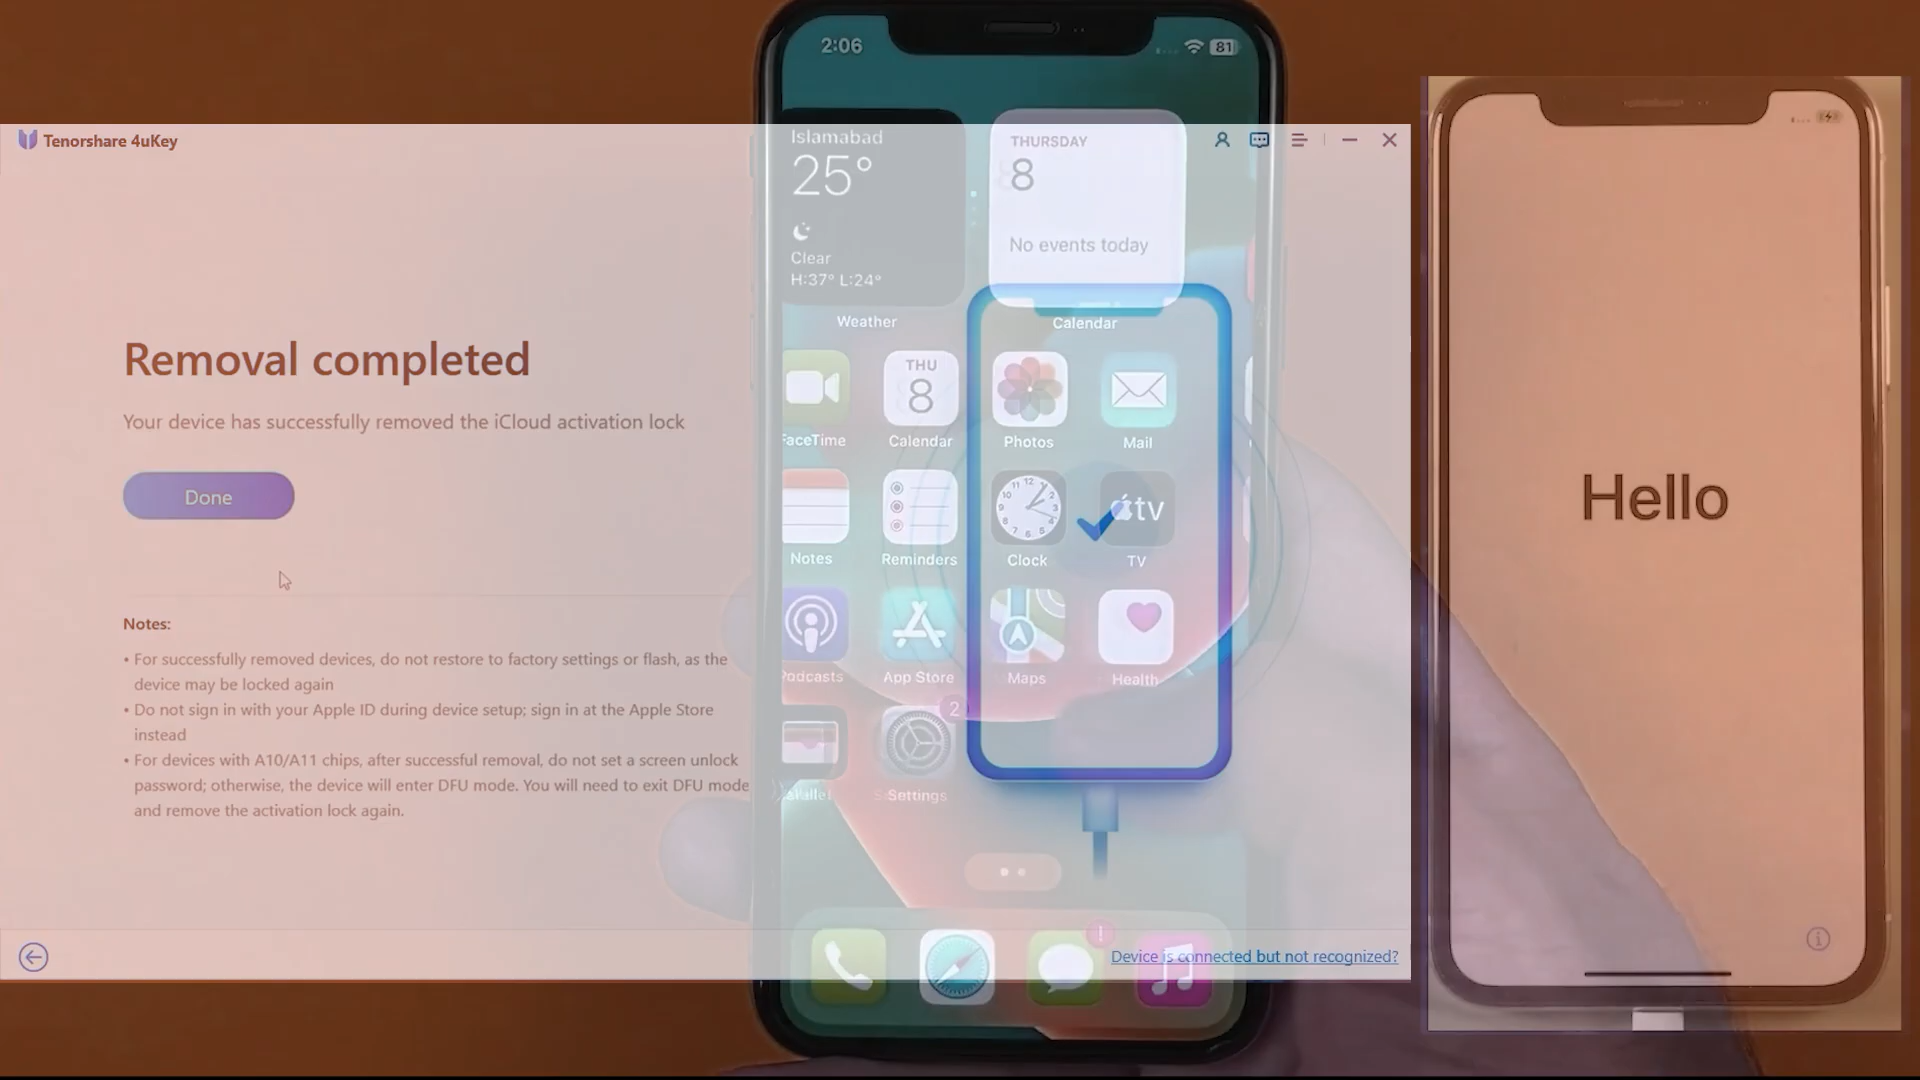 2:06
81
Tenorshare 4uKey
Islamabad
25°
Clear
H:37° L:24°
Weather
THURSDAY
8
No events today
Calendar
Removal completed
Your device has successfully removed the iCloud activation lock
Done
FaceTime
THU
8
Calendar
Photos
Mail
Notes
Reminders
12
Clock
tv
TV
Podcasts
App Store
Maps
Health
2
Wallet
Settings
Notes:
• For successfully removed devices, do not restore to factory settings or flash, as the
device may be locked again
• Do not sign in with your Apple ID during device setup; sign in at the Apple Store
instead
• For devices with A10/A11 chips, after successful removal, do not set a screen unlock
password; otherwise, the device will enter DFU mode. You will need to exit DFU mode
and remove the activation lock again.
!
Device is connected but not recognized?
Hello